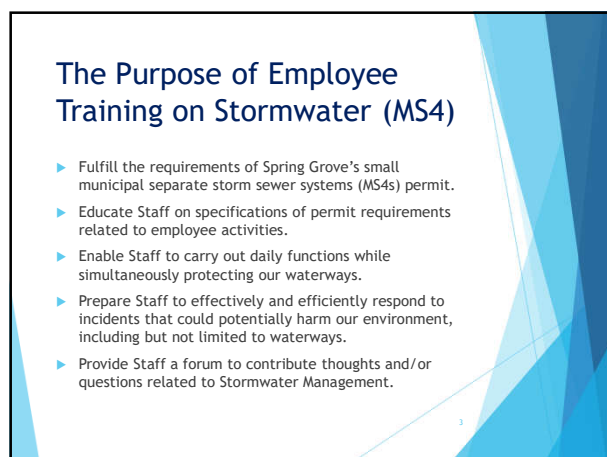 The Purpose of Employee
Training on Stormwater (MS4)
▶ Fulfill the requirements of Spring Grove’s small
municipal separate storm sewer systems (MS4s) permit.
▶ Educate Staff on specifications of permit requirements
related to employee activities.
▶ Enable Staff to carry out daily functions while
simultaneously protecting our waterways.
▶ Prepare Staff to effectively and efficiently respond to
incidents that could potentially harm our environment,
including but not limited to waterways.
▶ Provide Staff a forum to contribute thoughts and/or
questions related to Stormwater Management.
3